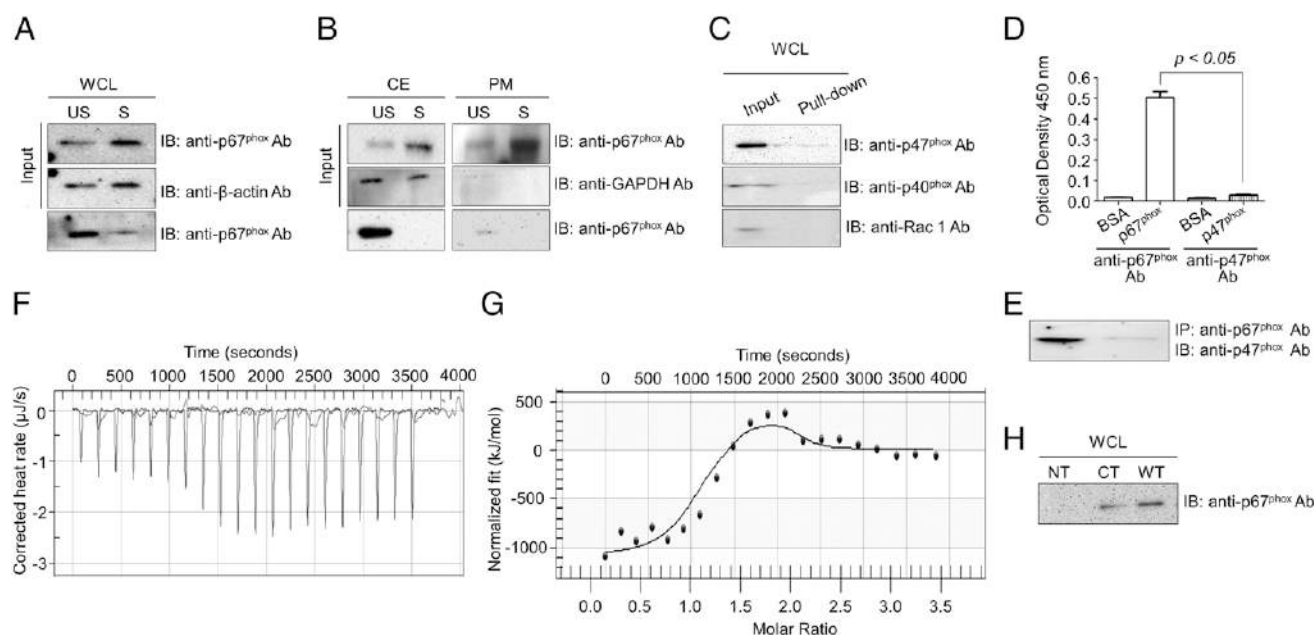 A
WCL
US S
Input
IB: anti-p67phox Ab
IB: anti-β-actin Ab
IB: anti-p67phox Ab
B
CE PM
US S US S
Input
IB: anti-p67phox Ab
IB: anti-GAPDH Ab
IB: anti-p67phox Ab
C
WCL
Input Pull-down
IB: anti-p47phox Ab
IB: anti-p40phox Ab
IB: anti-Rac 1 Ab
D
p < 0.05
Optical Density 450 nm
0.6
0.5
0.4
0.3
0.2
0.1
0.0
BSA p67phox BSA p47phox
anti-p67phox anti-p47phox
Ab Ab
E
IP: anti-p67phox Ab
IB: anti-p47phox Ab
F
Time (seconds)
0 500 1000 1500 2000 2500 3000 3500 4000
Corrected heat rate (µJ/s)
0
-1
-2
-3
G
Time (seconds)
0 500 1000 1500 2000 2500 3000 3500 4000
Normalized fit (kJ/mol)
500
0
-500
-1000
0.0 0.5 1.0 1.5 2.0 2.5 3.0 3.5
Molar Ratio
H
WCL
NT CT WT
IB: anti-p67phox Ab